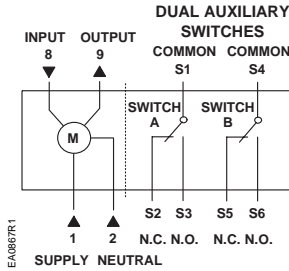 DUAL AUXILIARY
SWITCHES
INPUT OUTPUT
8 9
COMMON COMMON
S1 S4
SWITCH
A
SWITCH
B
M
1 2
S2 S3 S5 S6
N.C. N.O. N.C. N.O.
SUPPLY NEUTRAL
EA0867R1